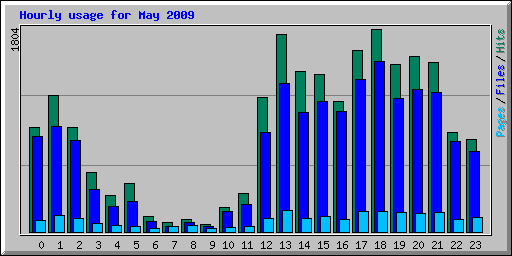 Hourly usage for May 2009
1804
Pages/Files/Hits
0 1 2 3 4 5 6 7 8 9 10 11 12 13 14 15 16 17 18 19 20 21 22 23